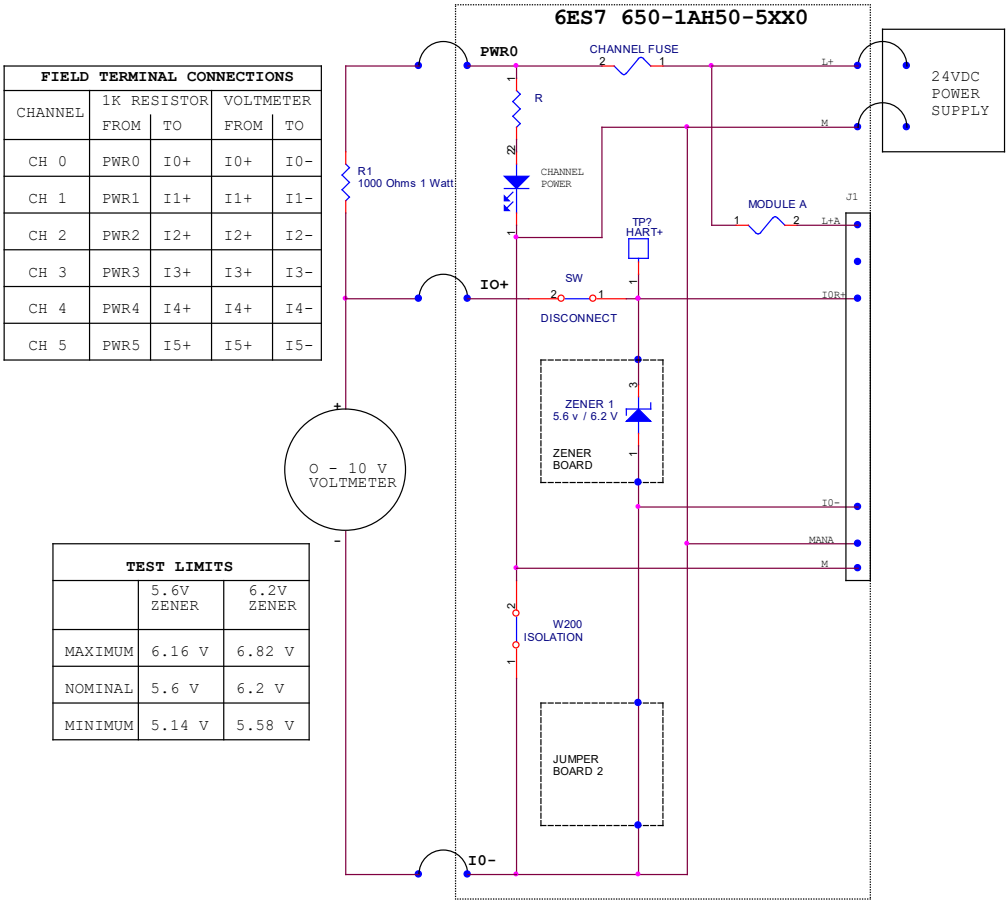 6ES7 650-1AH50-5XX0
PWR0
CHANNEL FUSE
2
1
L+
24VDC
POWER
SUPPLY
M
FIELD TERMINAL CONNECTIONS
CHANNEL 1K RESISTOR VOLTMETER
FROM TO FROM TO
CH 0 PWR0 I0+ I0+ I0-
CH 1 PWR1 I1+ I1+ I1-
CH 2 PWR2 I2+ I2+ I2-
CH 3 PWR3 I3+ I3+ I3-
CH 4 PWR4 I4+ I4+ I4-
CH 5 PWR5 I5+ I5+ I5-
1
R
22
R1
1000 Ohms 1 Watt
CHANNEL
POWER
1
J1
MODULE A
1
2
L+A
TP?
HART+
1
IO+
SW
2
1
DISCONNECT
I0R+
3
ZENER 1
5.6 v / 6.2 V
1
ZENER
BOARD
+
O - 10 V
VOLTMETER
-
I0-
MANA
M
TEST LIMITS
5.6V
ZENER
6.2V
ZENER
MAXIMUM 6.16 V 6.82 V
NOMINAL 5.6 V 6.2 V
MINIMUM 5.14 V 5.58 V
2
W200
ISOLATION
1
JUMPER
BOARD 2
I0-